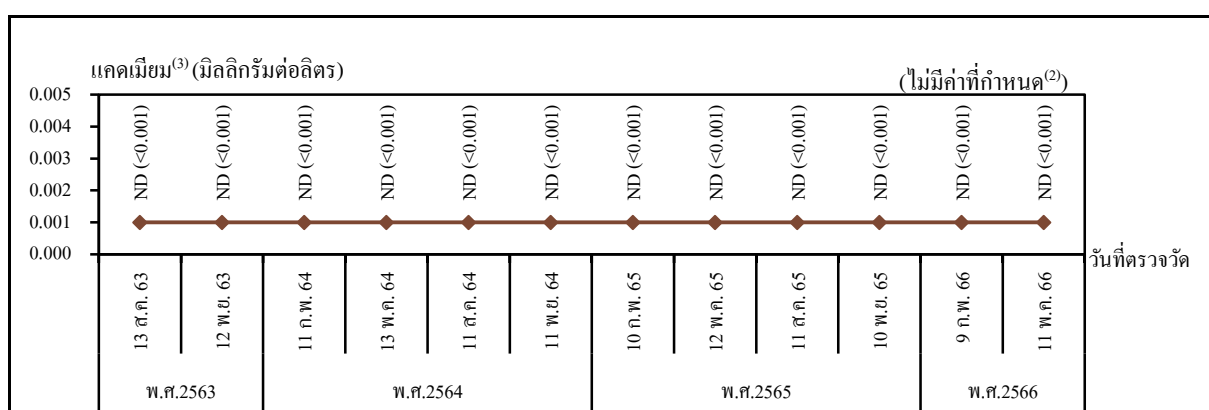 แคดเมียม(3) (มิลลิกรัมต่อลิตร)
(ไม่มีค่าที่กำหนด(2))
0.005
0.004
0.003
0.002
0.001
0.000
ND (<0.001)
ND (<0.001)
ND (<0.001)
ND (<0.001)
ND (<0.001)
ND (<0.001)
ND (<0.001)
ND (<0.001)
ND (<0.001)
ND (<0.001)
ND (<0.001)
ND (<0.001)
วันที่ตรวจวัด
13 ส.ค. 63
12 พ.ย. 63
11 ก.พ. 64
13 พ.ค. 64
11 ส.ค. 64
11 พ.ย. 64
10 ก.พ. 65
12 พ.ค. 65
11 ส.ค. 65
10 พ.ย. 65
9 ก.พ. 66
11 พ.ค. 66
พ.ศ.2563
พ.ศ.2564
พ.ศ.2565
พ.ศ.2566